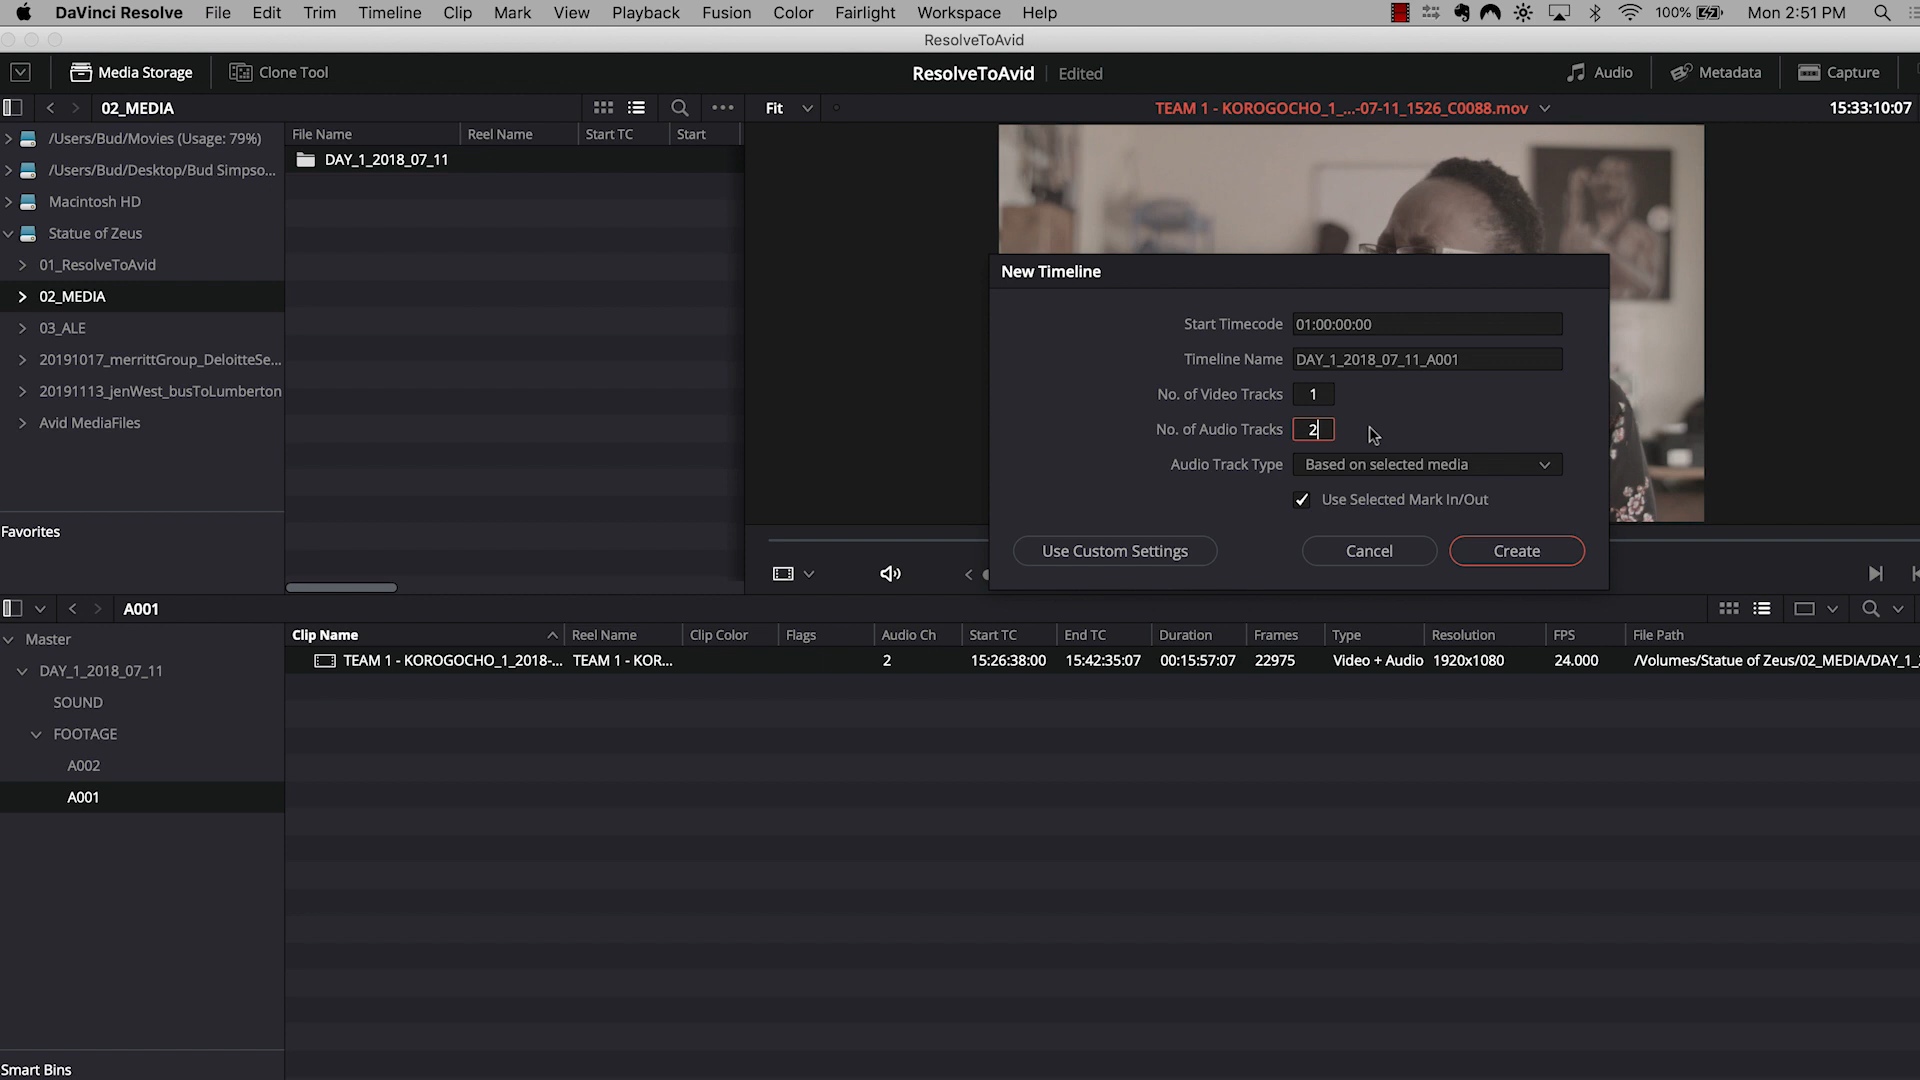 DaVinci Resolve File Edit Trim Timeline Clip Mark View Playback Fusion Color Fairlight Workspace Help 100% Mon 2:51 PM
ResolveToAvid
Media Storage Clone Tool ResolveToAvid Edited Audio Metadata Capture
02_MEDIA Fit TEAM 1 - KOROGOCHO_1_...-07-11_1526_C0088.mov 15:33:10:07
/Users/Bud/Movies (Usage: 79%) File Name Reel Name Start TC Start
DAY_1_2018_07_11
/Users/Bud/Desktop/Bud Simpso...
Macintosh HD
Statue of Zeus
01_ResolveToAvid
02_MEDIA
03_ALE
20191017_merrittGroup_DeloitteSe...
20191113_jenWest_busToLumberton
Avid MediaFiles
New Timeline
Start Timecode 01:00:00:00
Timeline Name DAY_1_2018_07_11_A001
No. of Video Tracks 1
No. of Audio Tracks 2
Audio Track Type Based on selected media
Use Selected Mark In/Out
Use Custom Settings Cancel Create
Favorites
A001
Master
DAY_1_2018_07_11
SOUND
FOOTAGE
A002
A001
Clip Name Reel Name Clip Color Flags Audio Ch Start TC End TC Duration Frames Type Resolution FPS File Path
TEAM 1 - KOROGOCHO_1_2018-... TEAM 1 - KOR... 2 15:26:38:00 15:42:35:07 00:15:57:07 22975 Video + Audio 1920x1080 24.000 /Volumes/Statue of Zeus/02_MEDIA/DAY_1_
Smart Bins